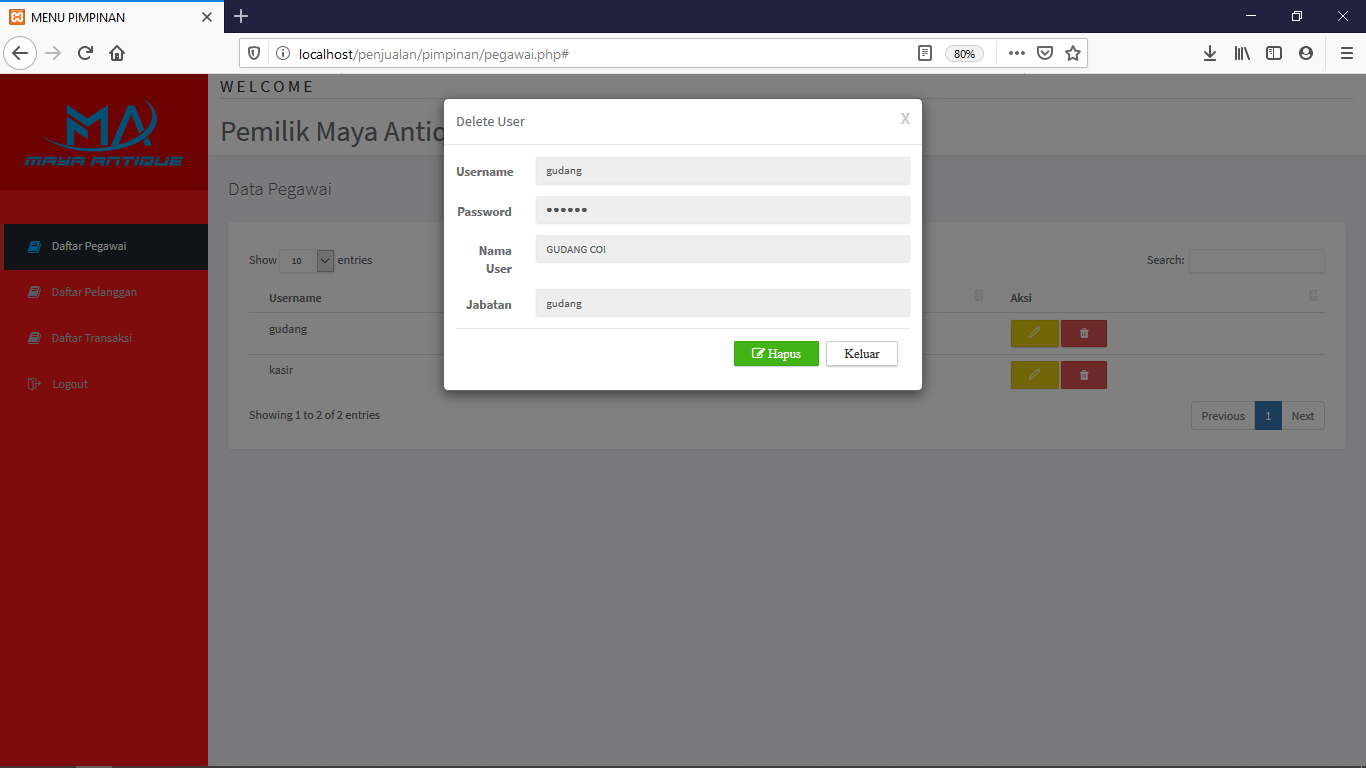 MENU PIMPINAN
localhost/penjualan/pimpinan/pegawai.php#
80%
MA
MAYA ANTIQUE
Daftar Pegawai
Daftar Pelanggan
Daftar Transaksi
Logout
WELCOME
Pemilik Maya Antiq
Data Pegawai
Show 10 entries
Search:
Username Aksi
gudang
kasir
Showing 1 to 2 of 2 entries
Previous 1 Next
Delete User
X
Username gudang
Password ••••••
Nama User GUDANG COI
Jabatan gudang
Hapus Keluar